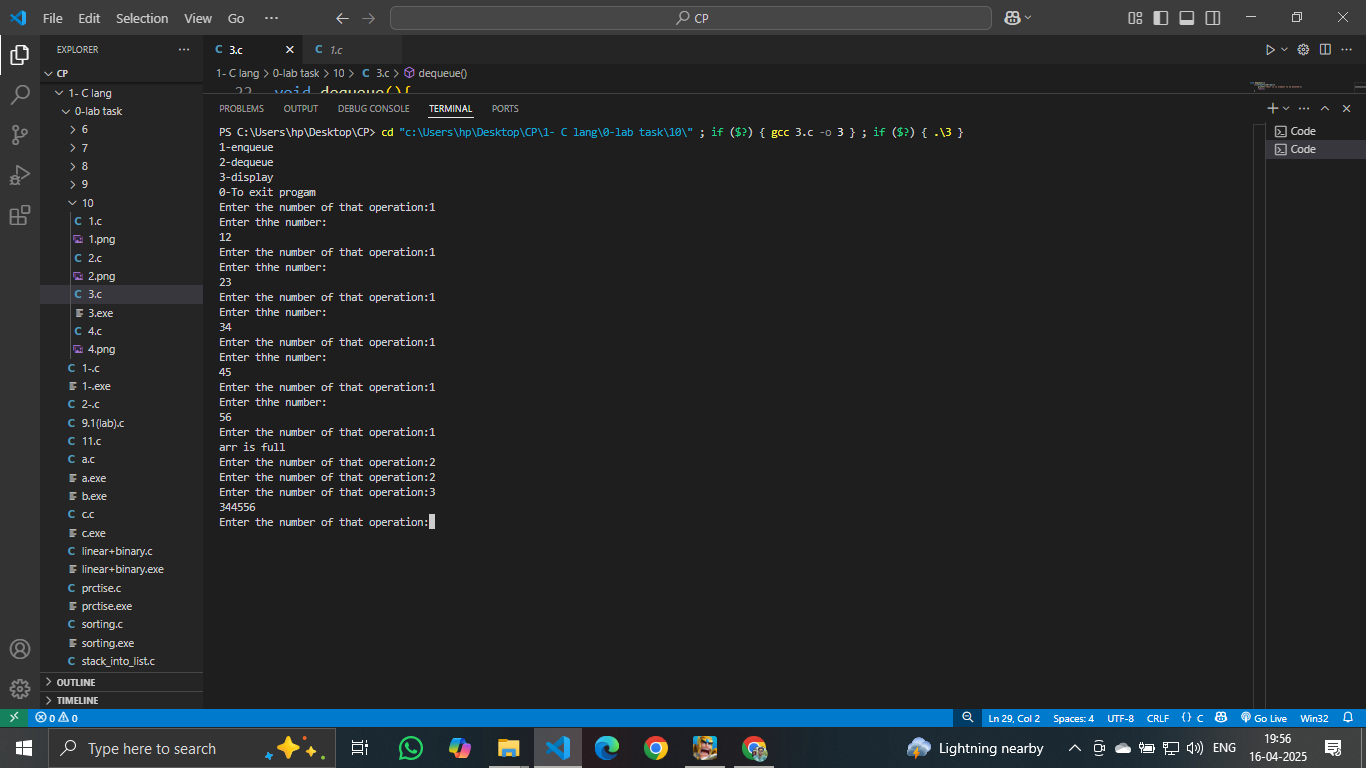 File Edit Selection View Go ··· CP
EXPLORER ···
CP
1- C lang
0-lab task
6
7
8
9
10
C 1.c
1.png
C 2.c
2.png
C 3.c
3.exe
C 4.c
4.png
C 1-.c
1-.exe
C 2-.c
C 9.1(lab).c
C 11.c
C a.c
a.exe
b.exe
C c.c
c.exe
C linear+binary.c
linear+binary.exe
C prctise.c
prctise.exe
C sorting.c
sorting.exe
C stack_into_list.c
OUTLINE
TIMELINE
C 3.c C 1.c
1- C lang > 0-lab task > 10 > C 3.c > dequeue()
22 void dequeue(){
PROBLEMS OUTPUT DEBUG CONSOLE TERMINAL PORTS
PS C:\Users\hp\Desktop\CP> cd "c:\Users\hp\Desktop\CP\1- C lang\0-lab task\10\" ; if ($?) { gcc 3.c -o 3 } ; if ($?) { .\3 }
1-enqueue
2-dequeue
3-display
0-To exit progam
Enter the number of that operation:1
Enter thhe number:
12
Enter the number of that operation:1
Enter thhe number:
23
Enter the number of that operation:1
Enter thhe number:
34
Enter the number of that operation:1
Enter thhe number:
45
Enter the number of that operation:1
Enter thhe number:
56
Enter the number of that operation:1
arr is full
Enter the number of that operation:2
Enter the number of that operation:2
Enter the number of that operation:3
344556
Enter the number of that operation:
Code
Code
0 0 Ln 29, Col 2 Spaces: 4 UTF-8 CRLF {} C Go Live Win32
Type here to search Lightning nearby ENG 19:56
16-04-2025